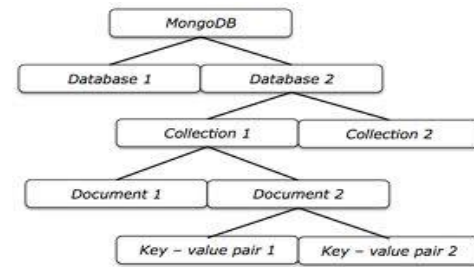 MongoDB
Database 1
Database 2
Collection 1
Collection 2
Document 1
Document 2
Key – value pair 1
Key – value pair 2